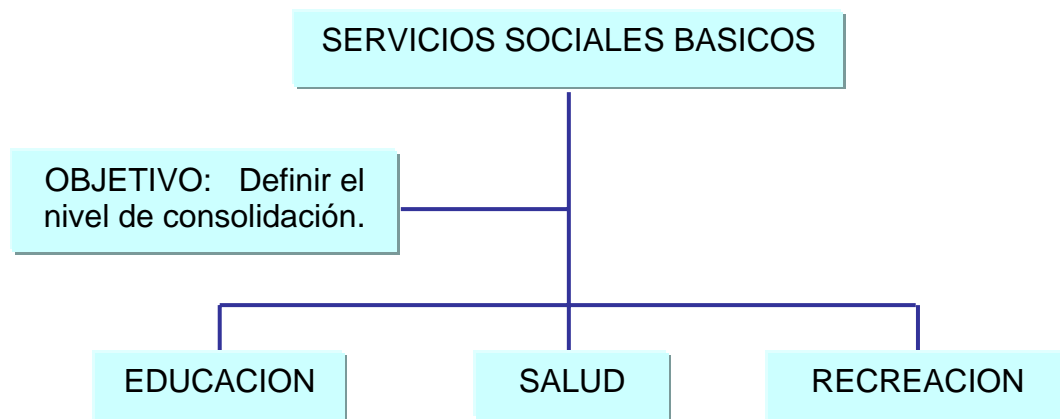 SERVICIOS SOCIALES BASICOS
OBJETIVO: Definir el
nivel de consolidación.
EDUCACION
SALUD
RECREACION